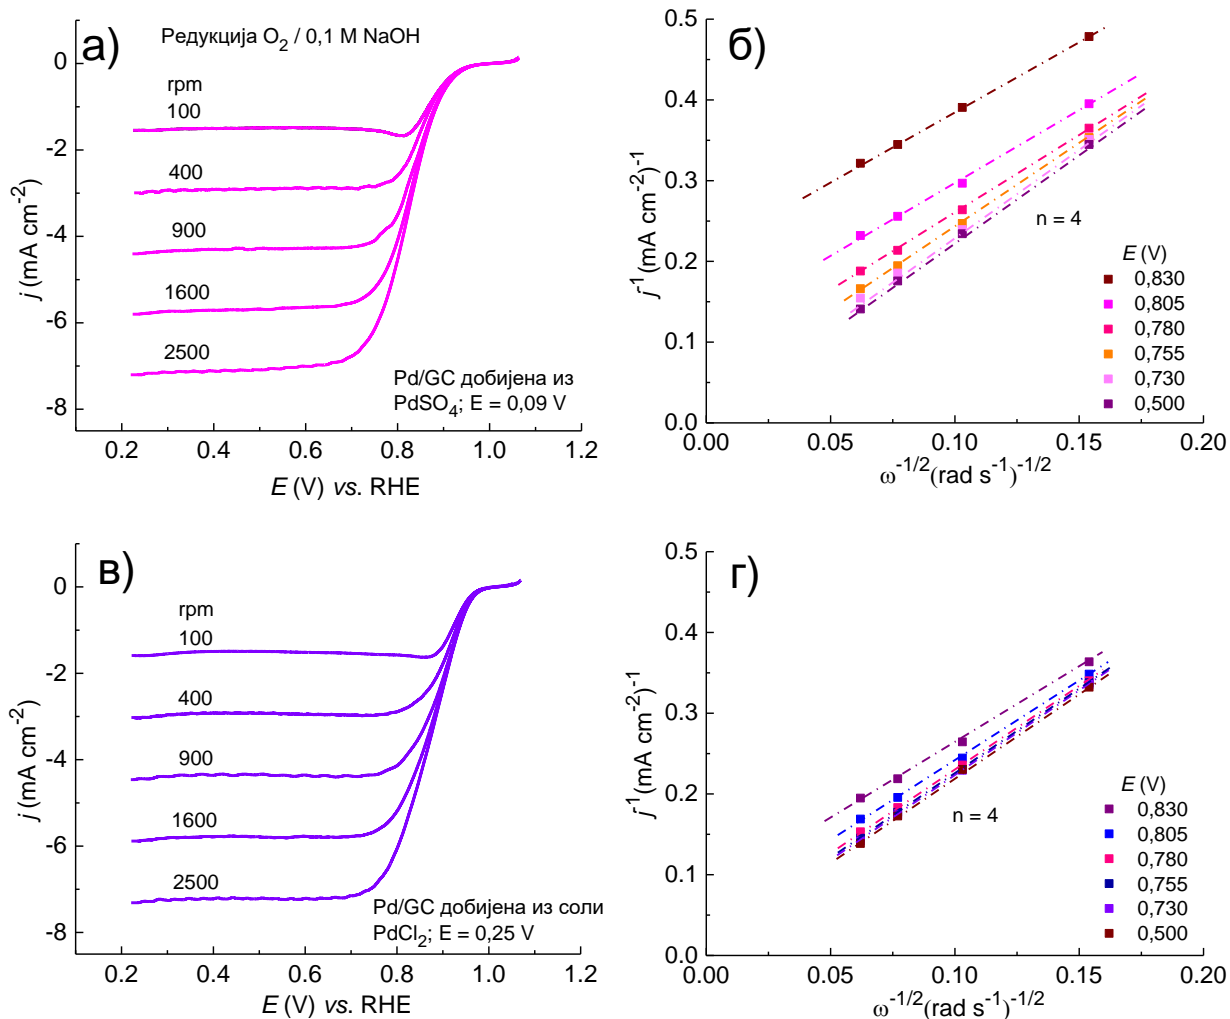 а)
Редукција O2 / 0,1 M NaOH
rpm
100
400
900
1600
2500
0
-2
-4
-6
-8
j (mA cm-2)
Pd/GC добијена из
PdSO4; E = 0,09 V
0.2 0.4 0.6 0.8 1.0 1.2
E (V) vs. RHE
б)
0.5
0.4
0.3
0.2
0.1
0.0
j-1(mA cm-2)-1
n = 4
E (V)
0,830
0,805
0,780
0,755
0,730
0,500
0.00 0.05 0.10 0.15 0.20
ω-1/2(rad s-1)-1/2
в)
rpm
100
400
900
1600
2500
0
-2
-4
-6
-8
j (mA cm-2)
Pd/GC добијена из соли
PdCl2; E = 0,25 V
0.2 0.4 0.6 0.8 1.0 1.2
E (V) vs. RHE
г)
0.5
0.4
0.3
0.2
0.1
0.0
j-1(mA cm-2)-1
n = 4
E (V)
0,830
0,805
0,780
0,755
0,730
0,500
0.00 0.05 0.10 0.15 0.20
ω-1/2(rad s-1)-1/2